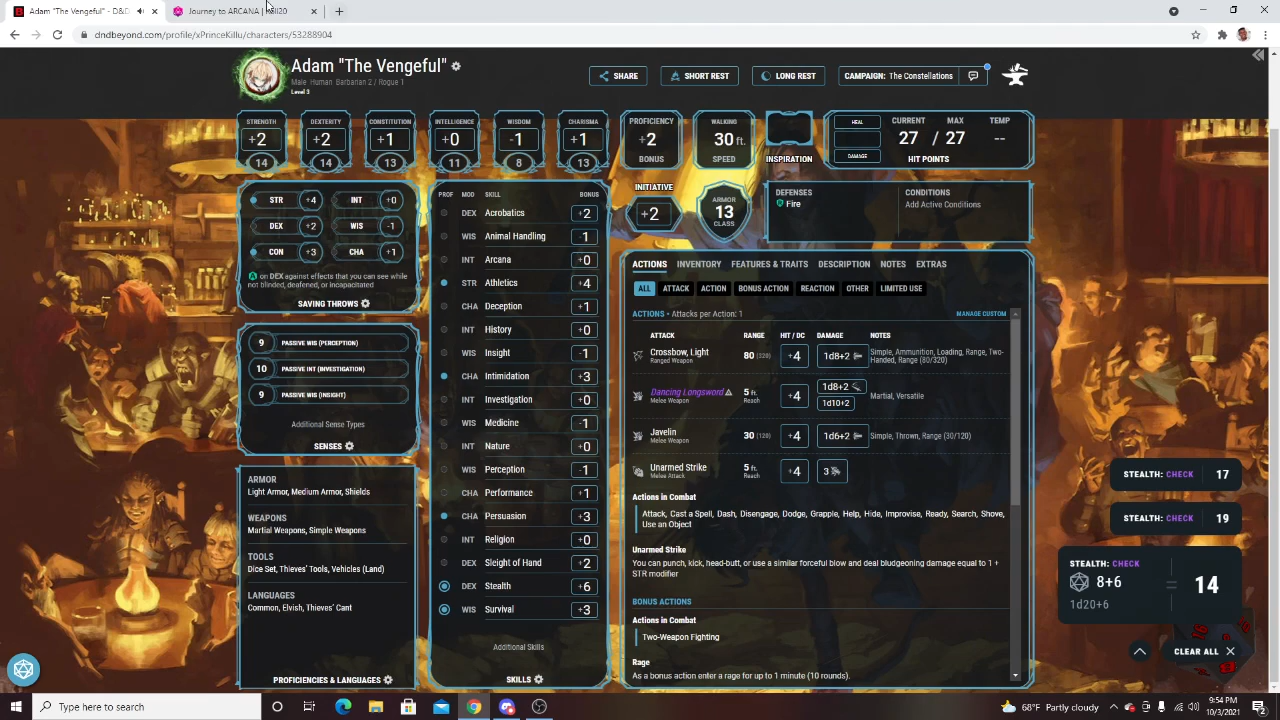 Adam "The Vengeful" - D&D
Journey to ARCANA | Roll20
dndbeyond.com/profile/xPrinceKillu/characters/53288904
Adam "The Vengeful"
Male Human Barbarian 2 / Rogue 1
Level 3
SHARE
SHORT REST
LONG REST
CAMPAIGN: The Constellations
STRENGTH
+2
14
DEXTERITY
+2
14
CONSTITUTION
+1
13
INTELLIGENCE
+0
11
WISDOM
-1
8
CHARISMA
+1
13
PROFICIENCY
+2
BONUS
WALKING
30 ft.
SPEED
INSPIRATION
HEAL
DAMAGE
CURRENT MAX TEMP
27 / 27 --
HIT POINTS
STR +4 INT +0
DEX +2 WIS -1
CON +3 CHA +1
A on DEX against effects that you can see while
not blinded, deafened, or incapacitated
SAVING THROWS
9 PASSIVE WIS (PERCEPTION)
10 PASSIVE INT (INVESTIGATION)
9 PASSIVE WIS (INSIGHT)
Additional Sense Types
SENSES
ARMOR
Light Armor, Medium Armor, Shields
WEAPONS
Martial Weapons, Simple Weapons
TOOLS
Dice Set, Thieves' Tools, Vehicles (Land)
LANGUAGES
Common, Elvish, Thieves' Cant
PROFICIENCIES & LANGUAGES
PROF MOD SKILL BONUS
DEX Acrobatics +2
WIS Animal Handling -1
INT Arcana +0
STR Athletics +4
CHA Deception +1
INT History +0
WIS Insight -1
CHA Intimidation +3
INT Investigation +0
WIS Medicine -1
INT Nature +0
WIS Perception -1
CHA Performance +1
CHA Persuasion +3
INT Religion +0
DEX Sleight of Hand +2
DEX Stealth +6
WIS Survival +3
Additional Skills
SKILLS
INITIATIVE
+2
ARMOR
13
CLASS
DEFENSES
Fire
CONDITIONS
Add Active Conditions
ACTIONS INVENTORY FEATURES & TRAITS DESCRIPTION NOTES EXTRAS
ALL ATTACK ACTION BONUS ACTION REACTION OTHER LIMITED USE
ACTIONS • Attacks per Action: 1
MANAGE CUSTOM
ATTACK RANGE HIT / DC DAMAGE NOTES
Crossbow, Light
Ranged Weapon
80 (320) +4 1d8+2
Simple, Ammunition, Loading, Range, Two-
Handed, Range (80/320)
Dancing Longsword
Melee Weapon
5 ft.
Reach
+4
1d8+2
1d10+2
Martial, Versatile
Javelin
Melee Weapon
30 (120) +4 1d6+2 Simple, Thrown, Range (30/120)
Unarmed Strike
Melee Attack
5 ft.
Reach
+4 3
Actions in Combat
Attack, Cast a Spell, Dash, Disengage, Dodge, Grapple, Help, Hide, Improvise, Ready, Search, Shove,
Use an Object
Unarmed Strike
You can punch, kick, head-butt, or use a similar forceful blow and deal bludgeoning damage equal to 1 +
STR modifier
BONUS ACTIONS
Actions in Combat
Two-Weapon Fighting
Rage
As a bonus action enter a rage for up to 1 minute (10 rounds).
STEALTH: CHECK 17
STEALTH: CHECK 19
STEALTH: CHECK
8+6 = 14
1d20+6
CLEAR ALL
Type here to search
68°F Partly cloudy
9:54 PM
10/3/2021
2